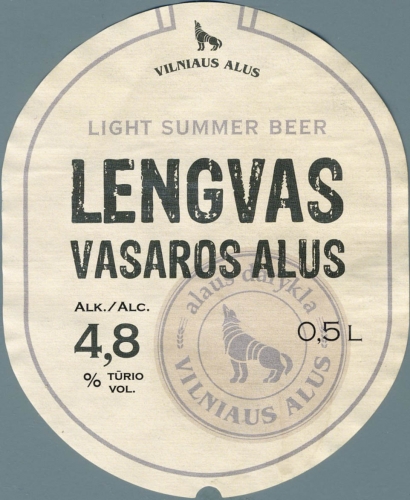 VILNIAUS ALUS
LIGHT SUMMER BEER
LENGVAS
VASAROS ALUS
ALK./ALC.
4,8
% TŪRIO
VOL.
0,5 L
alaus darykla
VILNIAUS ALUS